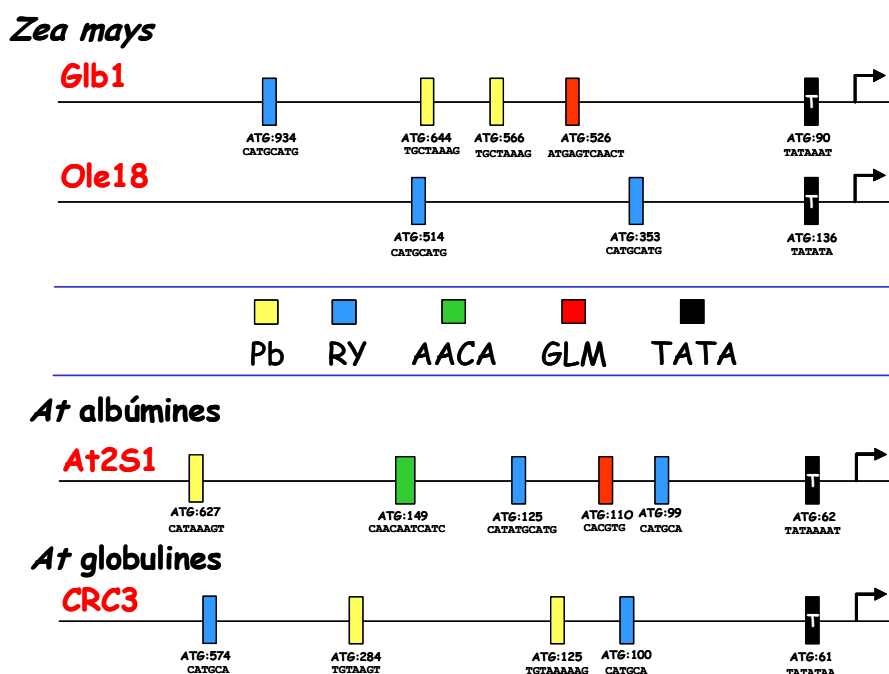 Zea mays
Glb1
T
ATG:934 ATG:644 ATG:566 ATG:526 ATG:90
CATGCATG TGCTAAAG TGCTAAAG ATGAGTCAACT TATAAAT
Ole18
T
ATG:514 ATG:353 ATG:136
CATGCATG CATGCATG TATATA
Pb RY AACA GLM TATA
At albúmines
At2S1
T
ATG:627 ATG:149 ATG:125 ATG:110 ATG:99 ATG:62
CATAAAGT CAACAATCATC CATATGCATG CACGTG CATGCA TATAAAAT
At globulines
CRC3
T
ATG:574 ATG:284 ATG:125 ATG:100 ATG:61
CATGCA TGTAAGT TGTAAAAAG CATGCA TATATAA